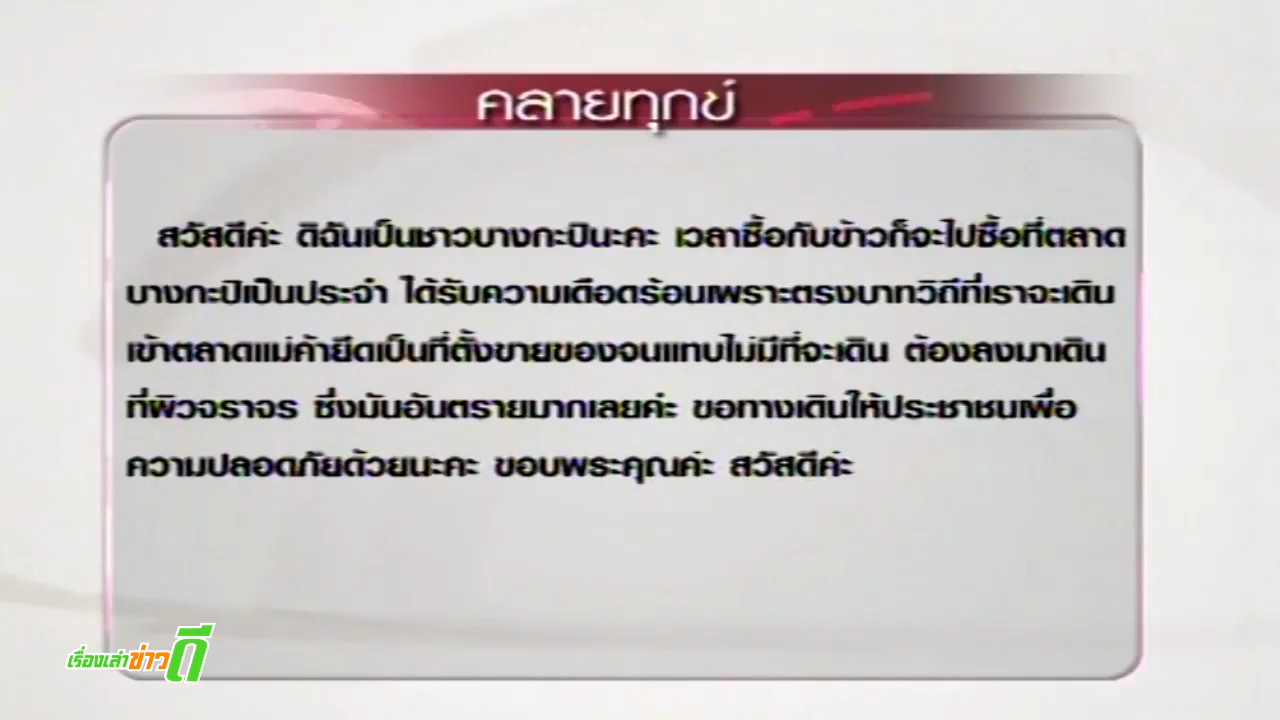 คลายทุกข์
สวัสดีค่ะ ดิฉันเป็นชาวบางกะปินะคะ เวลาซื้อกับข้าวก็จะไปซื้อที่ตลาด
บางกะปิเป็นประจำ ได้รับความเดือดร้อนเพราะตรงบาทวิถีที่เราจะเดิน
เข้าตลาดแม่ค้ายึดเป็นที่ตั้งขายของจนแทบไม่มีที่จะเดิน ต้องลงมาเดิน
ที่ผิวจราจร ซึ่งมันอันตรายมากเลยค่ะ ขอทางเดินให้ประชาชนเพื่อ
ความปลอดภัยด้วยนะคะ ขอบพระคุณค่ะ สวัสดีค่ะ
เรื่องเล่าข่าวดี